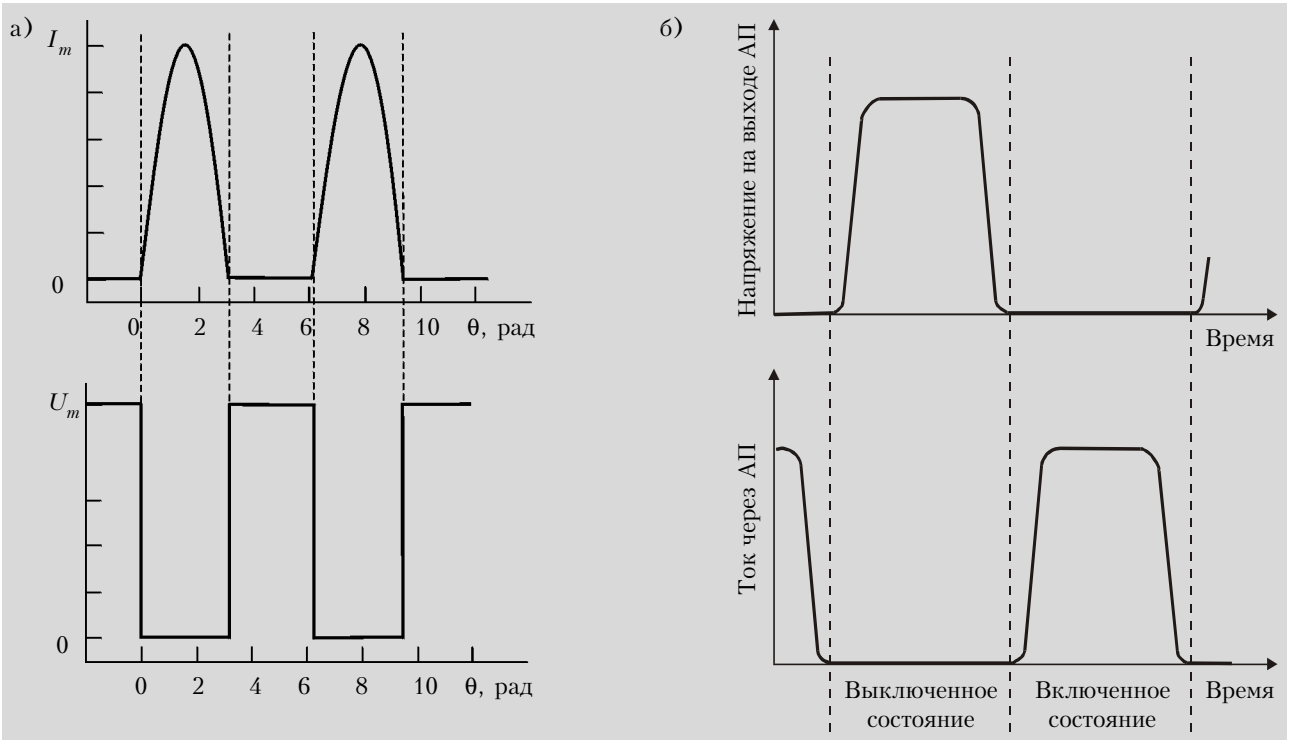 а)
I_m
0
0 2 4 6 8 10 θ, рад
U_m
0
0 2 4 6 8 10 θ, рад
б)
Напряжение на выходе АП
Время
Ток через АП
Выключенное
состояние
Включенное
состояние
Время